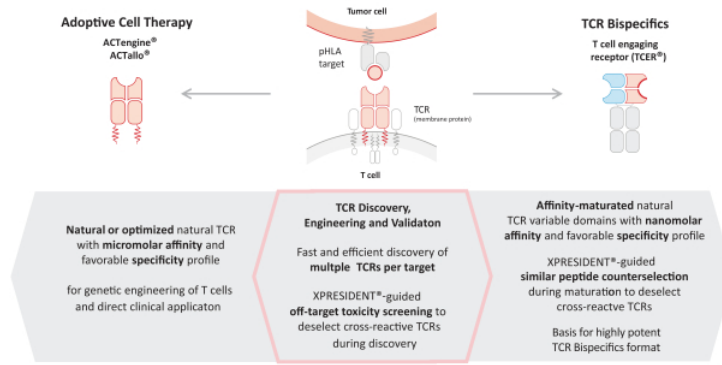 Adoptive Cell Therapy
ACTengine®
ACTallo®
Tumor cell
pHLA
target
TCR
(membrane protein)
T cell
TCR Bispecifics
T cell engaging
receptor (TCER®)
Natural or optimized natural TCR
with micromolar affinity and
favorable specificity profile
for genetic engineering of T cells
and direct clinical applicaton
TCR Discovery,
Engineering and Validaton
Fast and efficient discovery of
multple TCRs per target
XPRESIDENT®-guided
off-target toxicity screening to
deselect cross-reactive TCRs
during discovery
Affinity-maturated natural
TCR variable domains with nanomolar
affinity and favorable specificity profile
XPRESIDENT®-guided
similar peptide counterselection
during maturation to deselect
cross-reactve TCRs
Basis for highly potent
TCR Bispecifics format